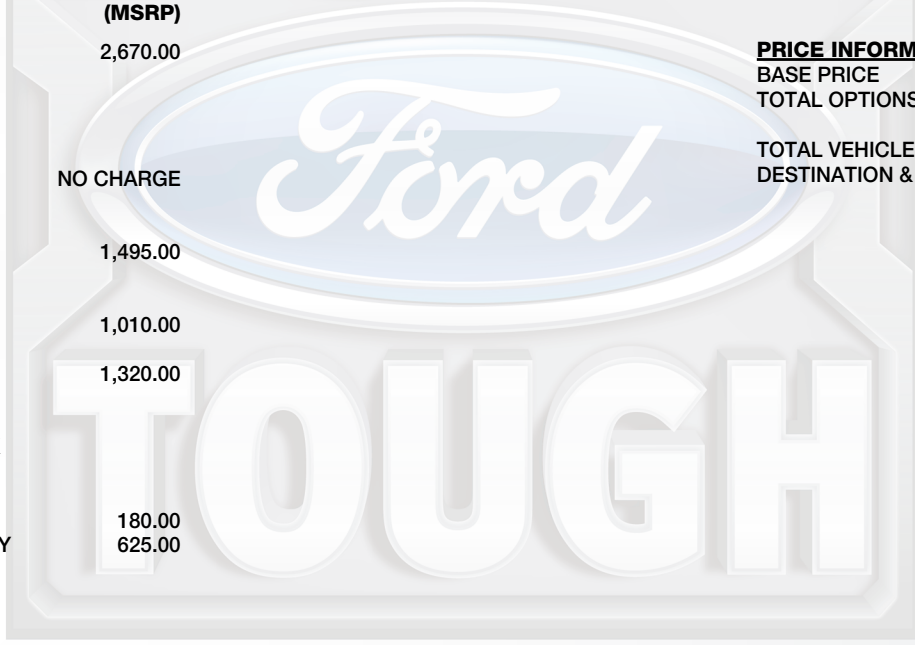 (MSRP)
2,670.00
NO CHARGE
1,495.00
1,010.00
1,320.00
180.00
Y 625.00
PRICE INFORM
BASE PRICE
TOTAL OPTIONS
TOTAL VEHICLE
DESTINATION &
Ford
TOUGH